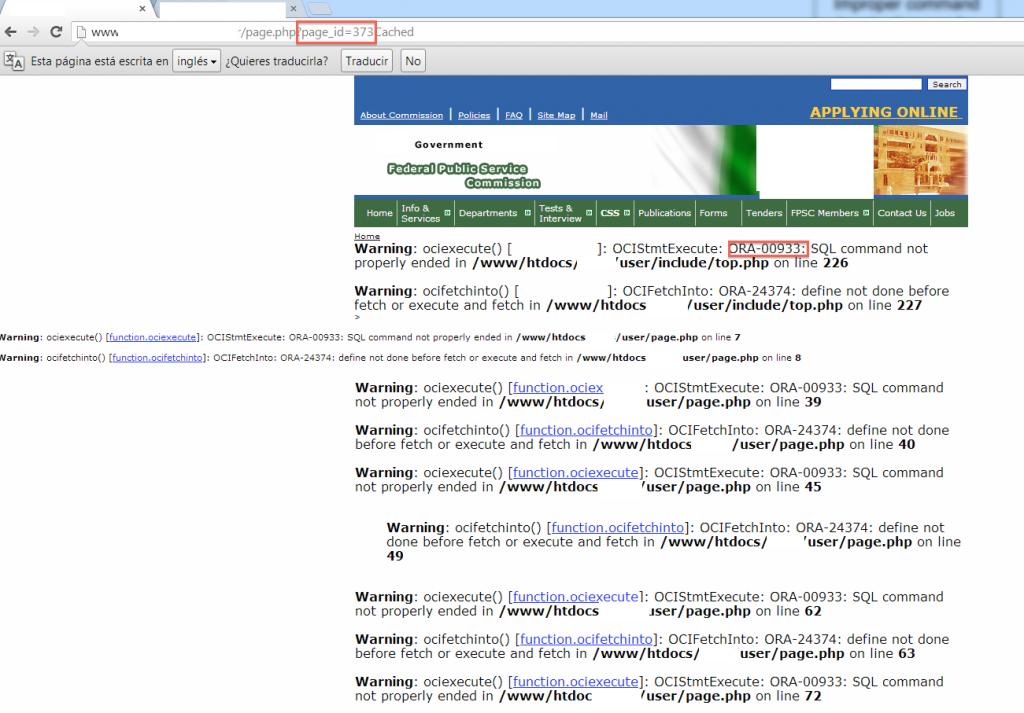 Improper command
www /page.php?page_id=373Cached
Esta página está escrita en inglés ¿Quieres traducirla? Traducir No
Search
About Commission | Policies | FAQ | Site Map | Mail
APPLYING ONLINE
Government
Federal Public Service
Commission
Home Info & Services Departments Tests & Interview CSS Publications Forms Tenders FPSC Members Contact Us Jobs
Home
Warning: ociexecute() [ ]: OCIStmtExecute: ORA-00933: SQL command not
properly ended in /www/htdocs/ /user/include/top.php on line 226
Warning: ocifetchinto() [ ]: OCIFetchInto: ORA-24374: define not done before
fetch or execute and fetch in /www/htdocs /user/include/top.php on line 227
>
Warning: ociexecute() [function.ociexecute]: OCIStmtExecute: ORA-00933: SQL command not properly ended in /www/htdocs /user/page.php on line 7
Warning: ocifetchinto() [function.ocifetchinto]: OCIFetchInto: ORA-24374: define not done before fetch or execute and fetch in /www/htdocs user/page.php on line 8
Warning: ociexecute() [function.ociex : OCIStmtExecute: ORA-00933: SQL command
not properly ended in /www/htdocs/ user/page.php on line 39
Warning: ocifetchinto() [function.ocifetchinto]: OCIFetchInto: ORA-24374: define not done
before fetch or execute and fetch in /www/htdocs /user/page.php on line 40
Warning: ociexecute() [function.ociexecute]: OCIStmtExecute: ORA-00933: SQL command
not properly ended in /www/htdocs /user/page.php on line 45
Warning: ocifetchinto() [function.ocifetchinto]: OCIFetchInto: ORA-24374: define not
done before fetch or execute and fetch in /www/htdocs/ /user/page.php on line
49
Warning: ociexecute() [function.ociexecute]: OCIStmtExecute: ORA-00933: SQL command
not properly ended in /www/htdocs user/page.php on line 62
Warning: ocifetchinto() [function.ocifetchinto]: OCIFetchInto: ORA-24374: define not done
before fetch or execute and fetch in /www/htdocs/ user/page.php on line 63
Warning: ociexecute() [function.ociexecute]: OCIStmtExecute: ORA-00933: SQL command
not properly ended in /www/htdoc /user/page.php on line 72